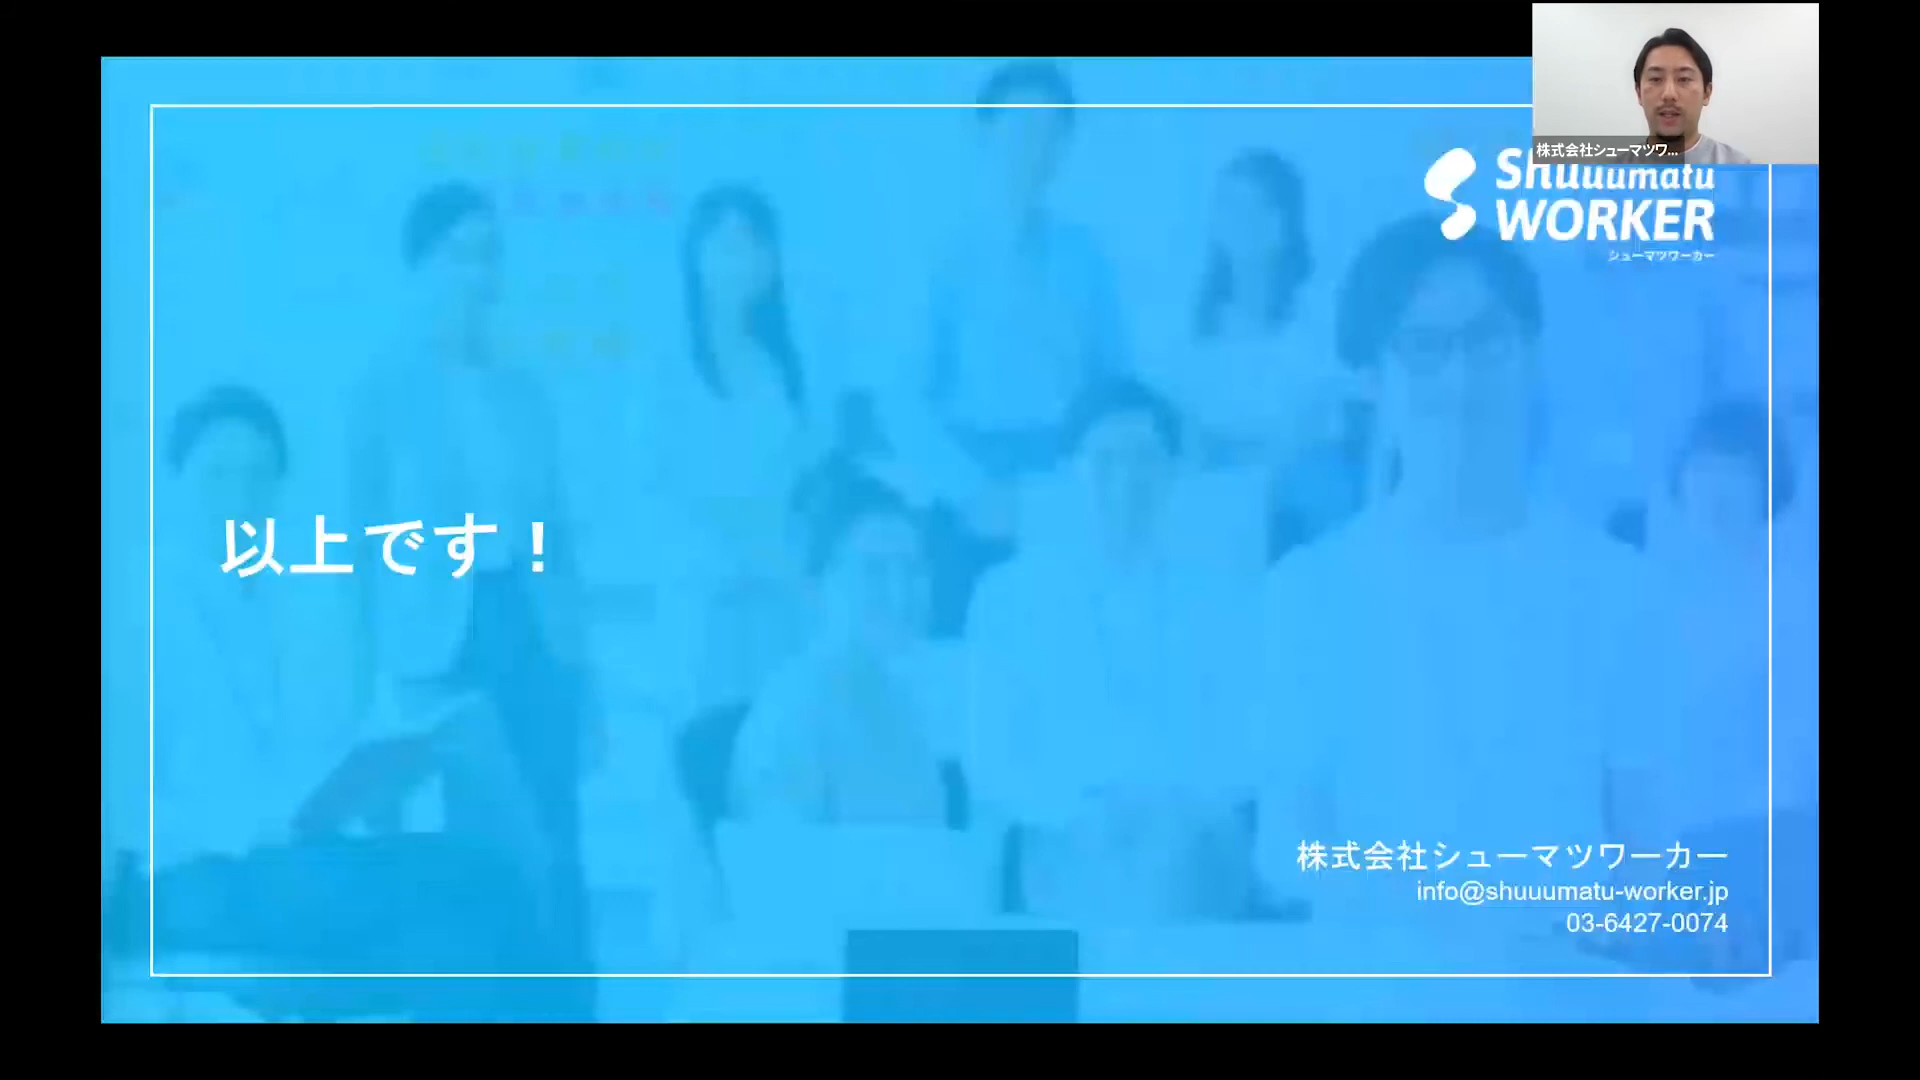 株式会社シューマツワ...
Shuuumatu
WORKER
シューマツワーカー
以上です！
株式会社シューマツワーカー
info@shuuumatu-worker.jp
03-6427-0074